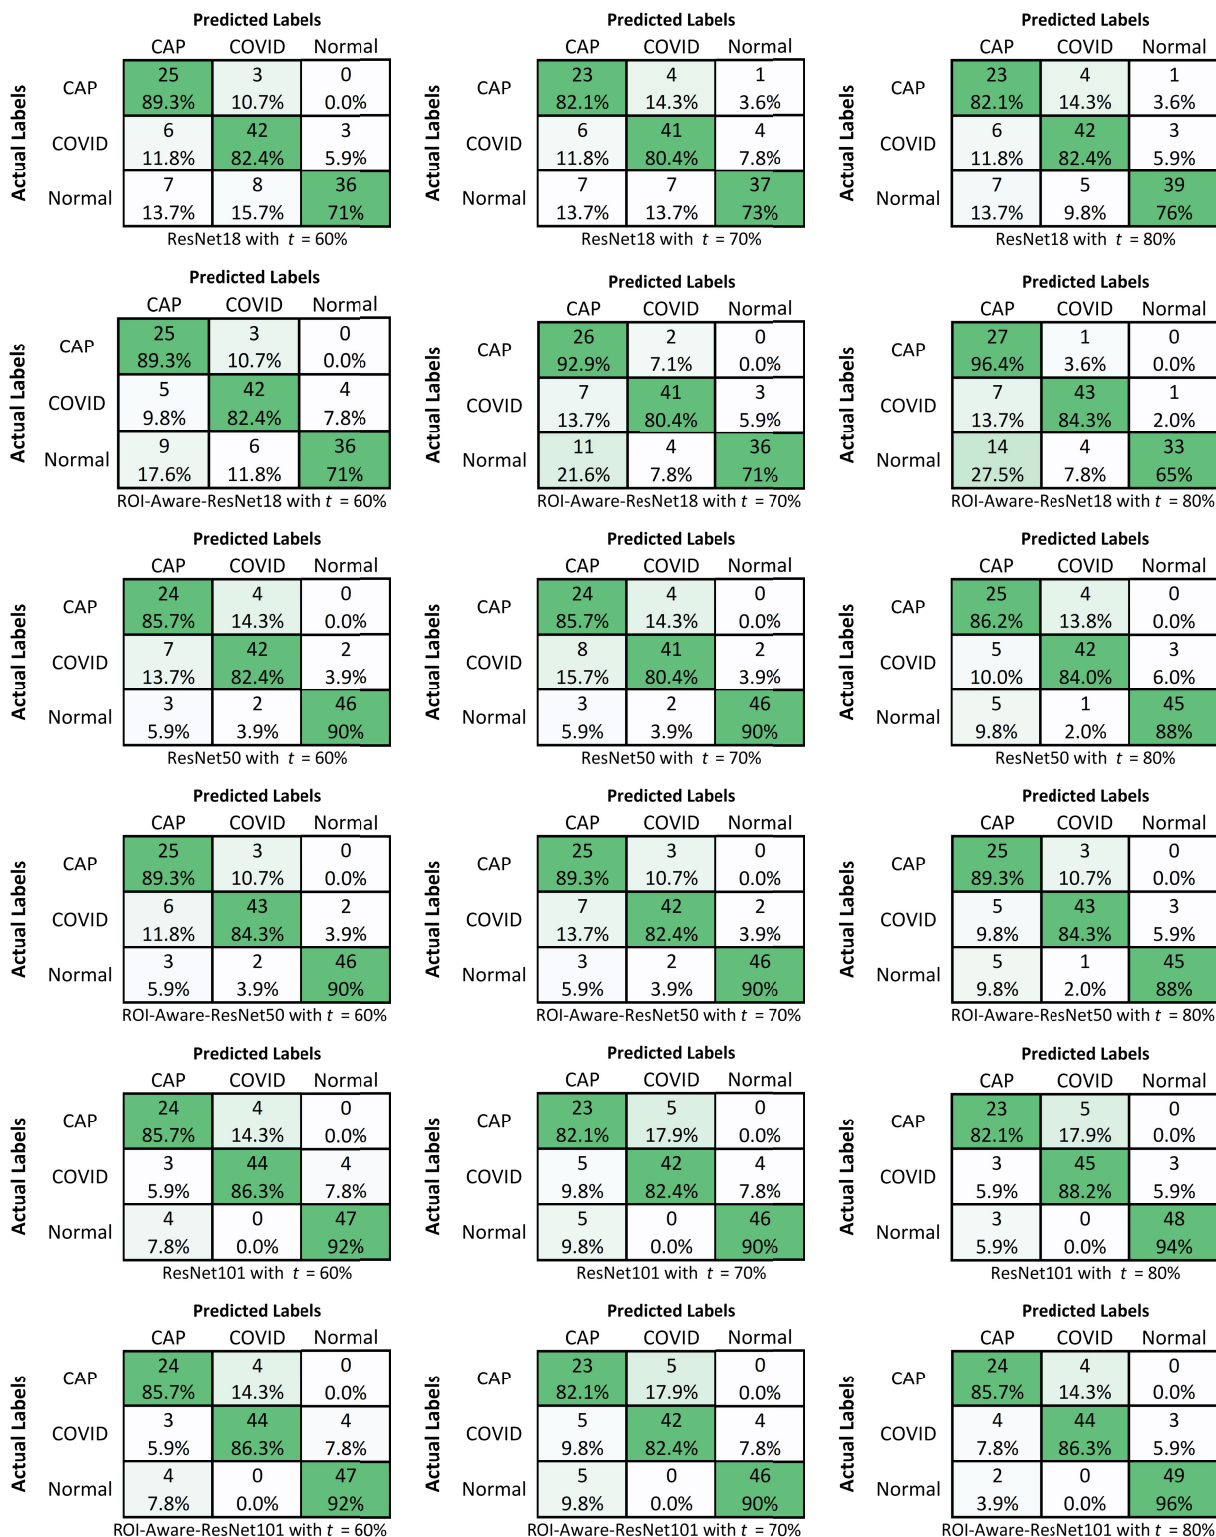 Predicted Labels Predicted Labels Predicted Labels
CAP COVID Normal CAP COVID Normal CAP COVID Normal
Actual Labels Actual Labels Actual Labels
CAP 25 3 0 CAP 23 4 1 CAP 23 4 1
89.3% 10.7% 0.0% 82.1% 14.3% 3.6% 82.1% 14.3% 3.6%
COVID 6 42 3 COVID 6 41 4 COVID 6 42 3
11.8% 82.4% 5.9% 11.8% 80.4% 7.8% 11.8% 82.4% 5.9%
Normal 7 8 36 Normal 7 7 37 Normal 7 5 39
13.7% 15.7% 71% 13.7% 13.7% 73% 13.7% 9.8% 76%
ResNet18 with t = 60% ResNet18 with t = 70% ResNet18 with t = 80%
Predicted Labels Predicted Labels Predicted Labels
CAP COVID Normal CAP COVID Normal CAP COVID Normal
Actual Labels Actual Labels Actual Labels
CAP 25 3 0 CAP 26 2 0 CAP 27 1 0
89.3% 10.7% 0.0% 92.9% 7.1% 0.0% 96.4% 3.6% 0.0%
COVID 5 42 4 COVID 7 41 3 COVID 7 43 1
9.8% 82.4% 7.8% 13.7% 80.4% 5.9% 13.7% 84.3% 2.0%
Normal 9 6 36 Normal 11 4 36 Normal 14 4 33
17.6% 11.8% 71% 21.6% 7.8% 71% 27.5% 7.8% 65%
ROI-Aware-ResNet18 with t = 60% ROI-Aware-ResNet18 with t = 70% ROI-Aware-ResNet18 with t = 80%
Predicted Labels Predicted Labels Predicted Labels
CAP COVID Normal CAP COVID Normal CAP COVID Normal
Actual Labels Actual Labels Actual Labels
CAP 24 4 0 CAP 24 4 0 CAP 25 4 0
85.7% 14.3% 0.0% 85.7% 14.3% 0.0% 86.2% 13.8% 0.0%
COVID 7 42 2 COVID 8 41 2 COVID 5 42 3
13.7% 82.4% 3.9% 15.7% 80.4% 3.9% 10.0% 84.0% 6.0%
Normal 3 2 46 Normal 3 2 46 Normal 5 1 45
5.9% 3.9% 90% 5.9% 3.9% 90% 9.8% 2.0% 88%
ResNet50 with t = 60% ResNet50 with t = 70% ResNet50 with t = 80%
Predicted Labels Predicted Labels Predicted Labels
CAP COVID Normal CAP COVID Normal CAP COVID Normal
Actual Labels Actual Labels Actual Labels
CAP 25 3 0 CAP 25 3 0 CAP 25 3 0
89.3% 10.7% 0.0% 89.3% 10.7% 0.0% 89.3% 10.7% 0.0%
COVID 6 43 2 COVID 7 42 2 COVID 5 43 3
11.8% 84.3% 3.9% 13.7% 82.4% 3.9% 9.8% 84.3% 5.9%
Normal 3 2 46 Normal 3 2 46 Normal 5 1 45
5.9% 3.9% 90% 5.9% 3.9% 90% 9.8% 2.0% 88%
ROI-Aware-ResNet50 with t = 60% ROI-Aware-ResNet50 with t = 70% ROI-Aware-ResNet50 with t = 80%
Predicted Labels Predicted Labels Predicted Labels
CAP COVID Normal CAP COVID Normal CAP COVID Normal
Actual Labels Actual Labels Actual Labels
CAP 24 4 0 CAP 23 5 0 CAP 23 5 0
85.7% 14.3% 0.0% 82.1% 17.9% 0.0% 82.1% 17.9% 0.0%
COVID 3 44 4 COVID 5 42 4 COVID 3 45 3
5.9% 86.3% 7.8% 9.8% 82.4% 7.8% 5.9% 88.2% 5.9%
Normal 4 0 47 Normal 5 0 46 Normal 3 0 48
7.8% 0.0% 92% 9.8% 0.0% 90% 5.9% 0.0% 94%
ResNet101 with t = 60% ResNet101 with t = 70% ResNet101 with t = 80%
Predicted Labels Predicted Labels Predicted Labels
CAP COVID Normal CAP COVID Normal CAP COVID Normal
Actual Labels Actual Labels Actual Labels
CAP 24 4 0 CAP 23 5 0 CAP 24 4 0
85.7% 14.3% 0.0% 82.1% 17.9% 0.0% 85.7% 14.3% 0.0%
COVID 3 44 4 COVID 5 42 4 COVID 4 44 3
5.9% 86.3% 7.8% 9.8% 82.4% 7.8% 7.8% 86.3% 5.9%
Normal 4 0 47 Normal 5 0 46 Normal 2 0 49
7.8% 0.0% 92% 9.8% 0.0% 90% 3.9% 0.0% 96%
ROI-Aware-ResNet101 with t = 60% ROI-Aware-ResNet101 with t = 70% ROI-Aware-ResNet101 with t = 80%